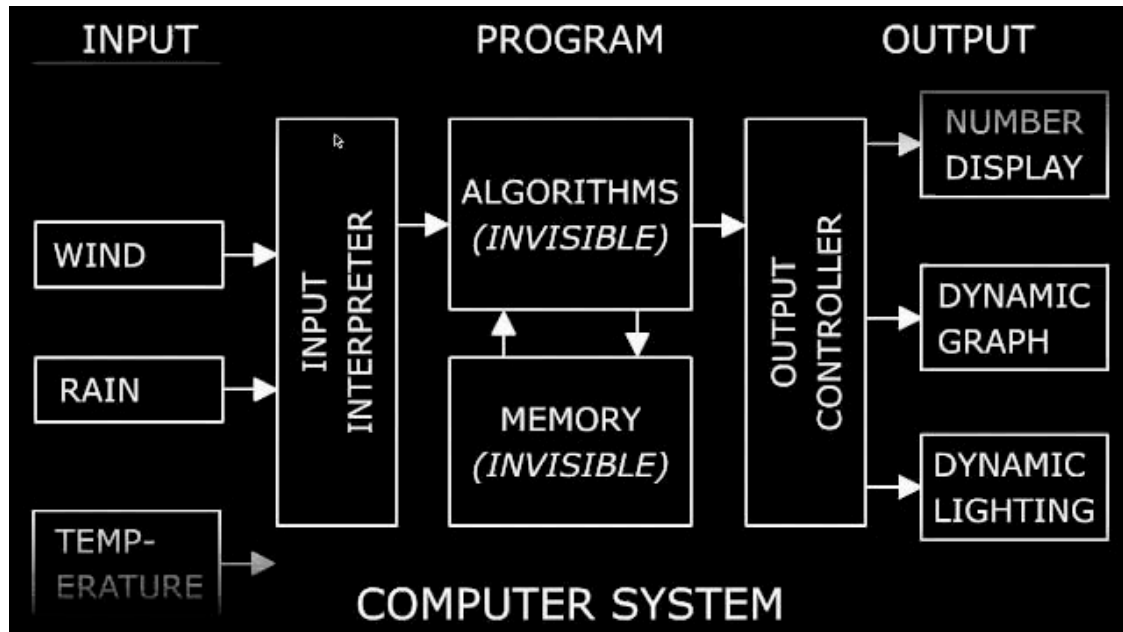 INPUT
PROGRAM
OUTPUT
WIND
RAIN
TEMP-
ERATURE
INPUT
INTERPRETER
ALGORITHMS
(INVISIBLE)
MEMORY
(INVISIBLE)
OUTPUT
CONTROLLER
NUMBER
DISPLAY
DYNAMIC
GRAPH
DYNAMIC
LIGHTING
COMPUTER SYSTEM